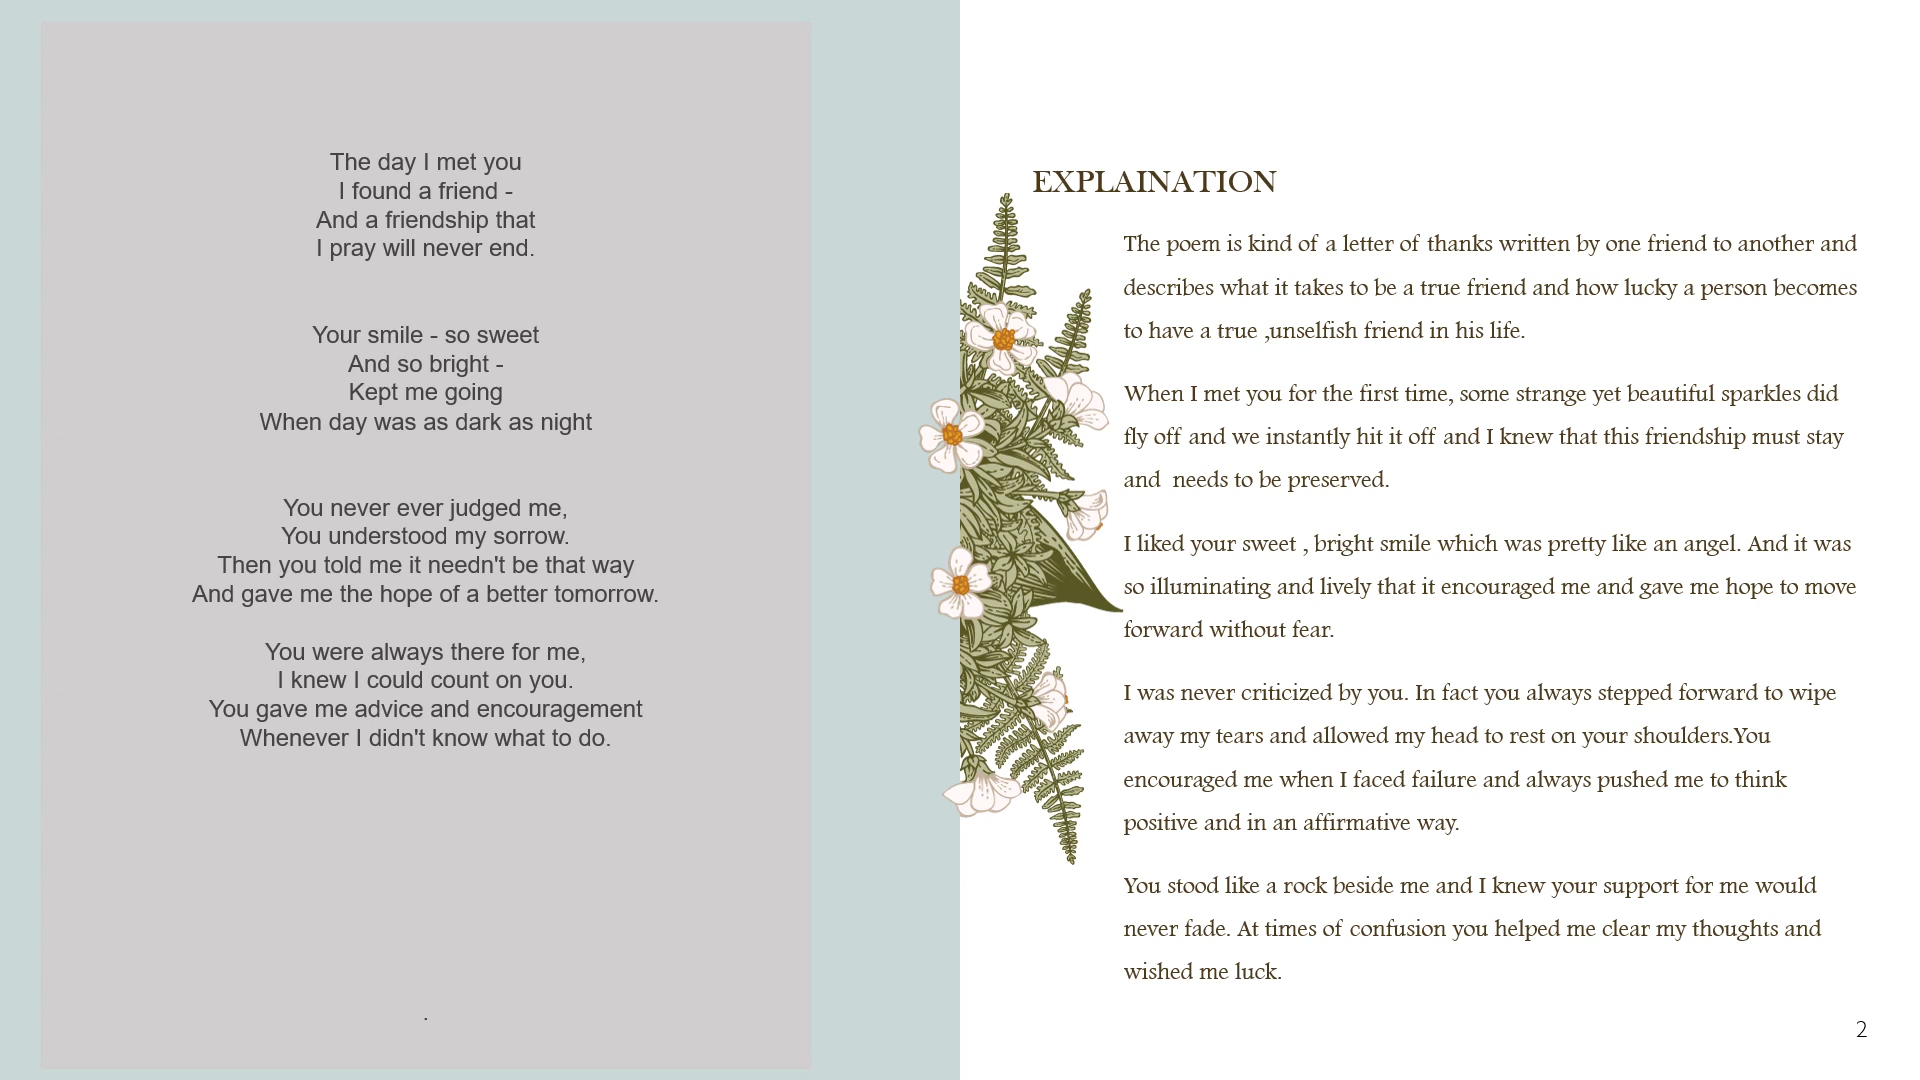 The day I met you
I found a friend -
And a friendship that
I pray will never end.
Your smile - so sweet
And so bright -
Kept me going
When day was as dark as night
You never ever judged me,
You understood my sorrow.
Then you told me it needn't be that way
And gave me the hope of a better tomorrow.
You were always there for me,
I knew I could count on you.
You gave me advice and encouragement
Whenever I didn't know what to do.
.
EXPLAINATION
The poem is kind of a letter of thanks written by one friend to another and
describes what it takes to be a true friend and how lucky a person becomes
to have a true ,unselfish friend in his life.
When I met you for the first time, some strange yet beautiful sparkles did
fly off and we instantly hit it off and I knew that this friendship must stay
and  needs to be preserved.
I liked your sweet , bright smile which was pretty like an angel. And it was
so illuminating and lively that it encouraged me and gave me hope to move
forward without fear.
I was never criticized by you. In fact you always stepped forward to wipe
away my tears and allowed my head to rest on your shoulders.You
encouraged me when I faced failure and always pushed me to think
positive and in an affirmative way.
You stood like a rock beside me and I knew your support for me would
never fade. At times of confusion you helped me clear my thoughts and
wished me luck.
2